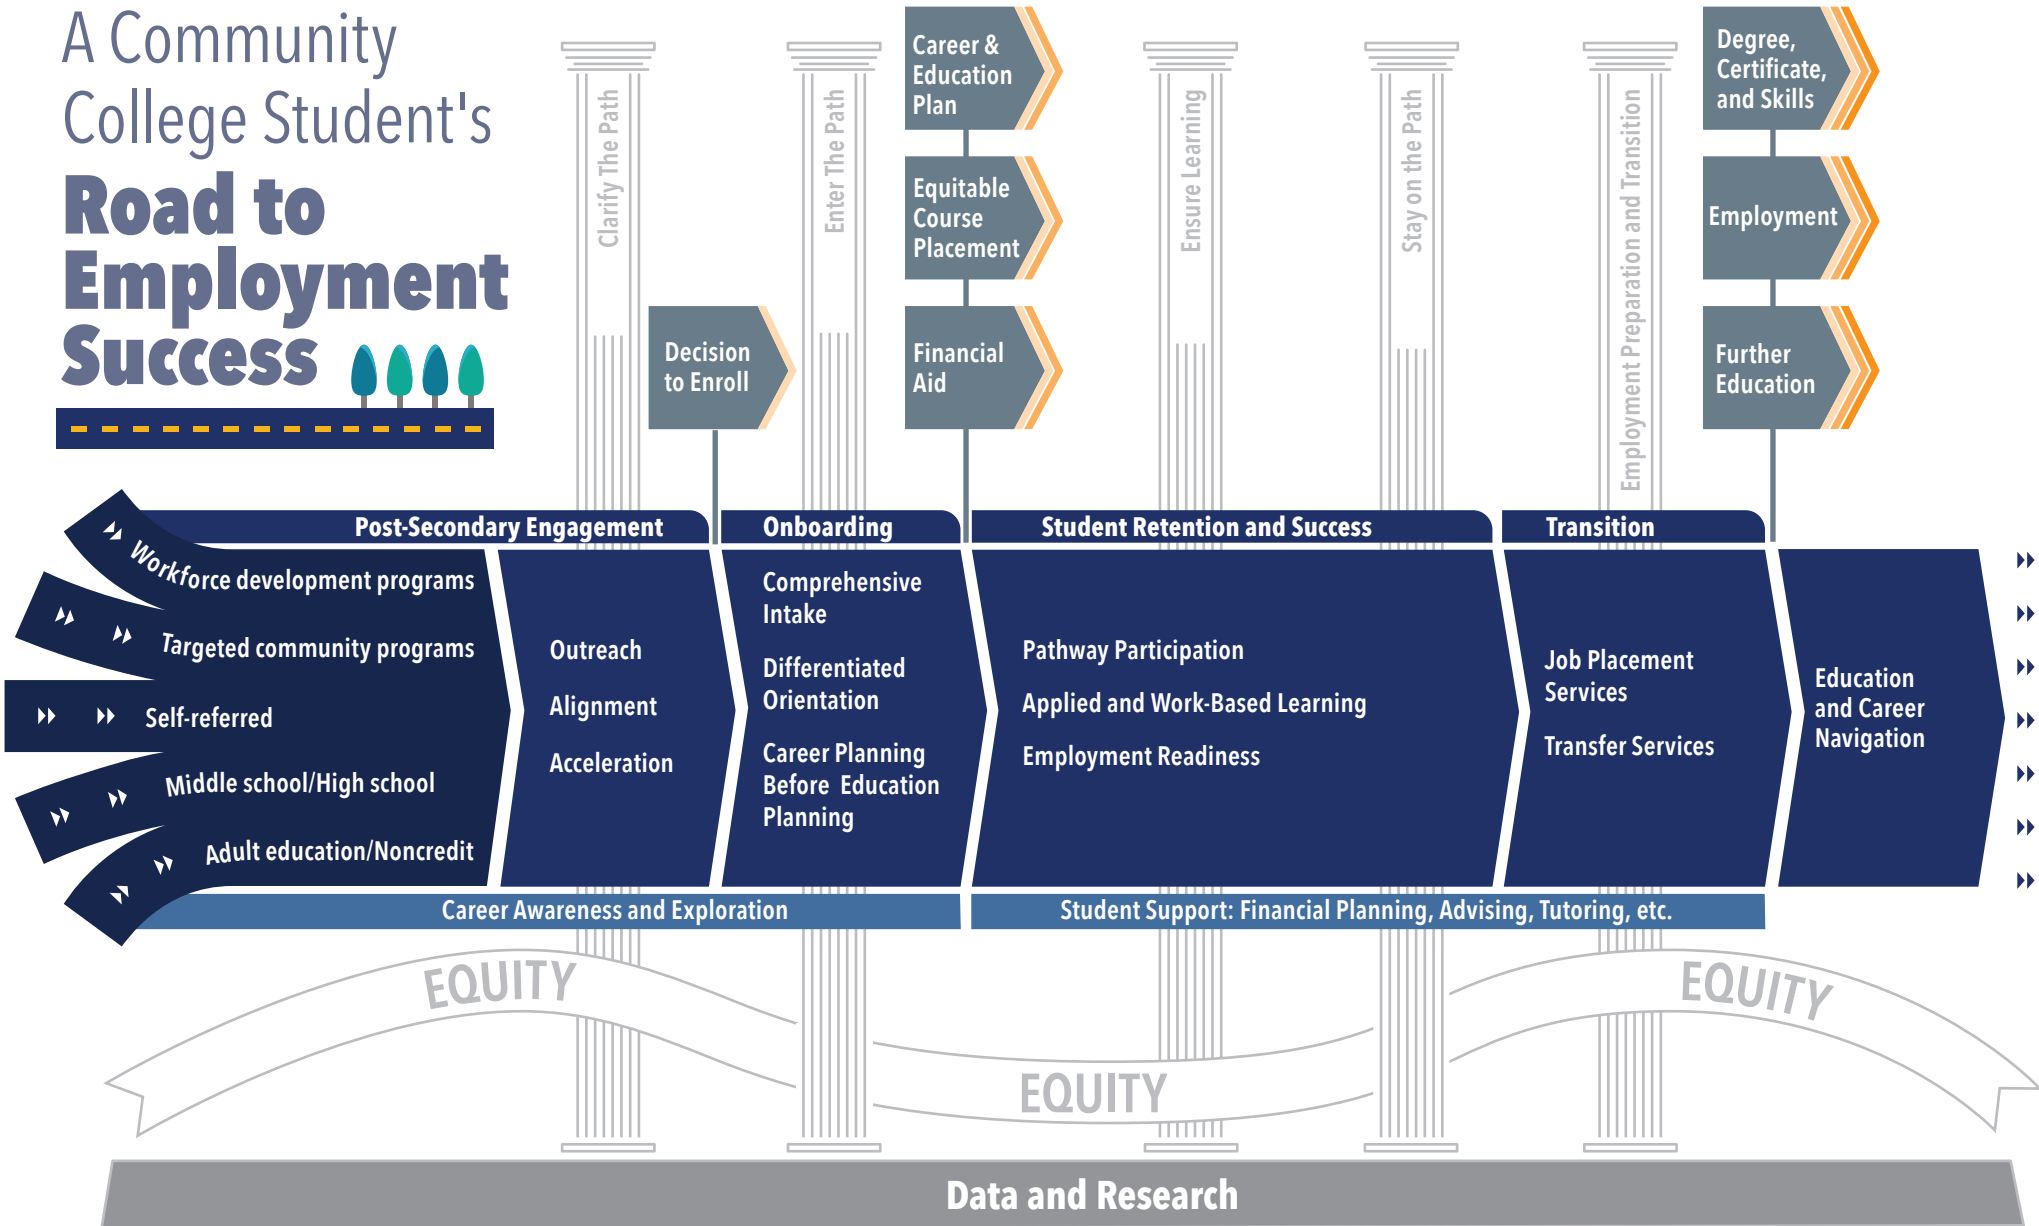 A Community
College Student's
Road to
Employment
Success
Clarify The Path
Enter The Path
Ensure Learning
Stay on the Path
Employment Preparation and Transition
Decision
to Enroll
Career &
Education
Plan
Equitable
Course
Placement
Financial
Aid
Degree,
Certificate,
and Skills
Employment
Further
Education
Post-Secondary Engagement
Onboarding
Student Retention and Success
Transition
Workforce development programs
Targeted community programs
Self-referred
Middle school/High school
Adult education/Noncredit
Outreach
Alignment
Acceleration
Comprehensive
Intake
Differentiated
Orientation
Career Planning
Before Education
Planning
Pathway Participation
Applied and Work-Based Learning
Employment Readiness
Job Placement
Services
Transfer Services
Education
and Career
Navigation
Career Awareness and Exploration
Student Support: Financial Planning, Advising, Tutoring, etc.
EQUITY
EQUITY
EQUITY
Data and Research